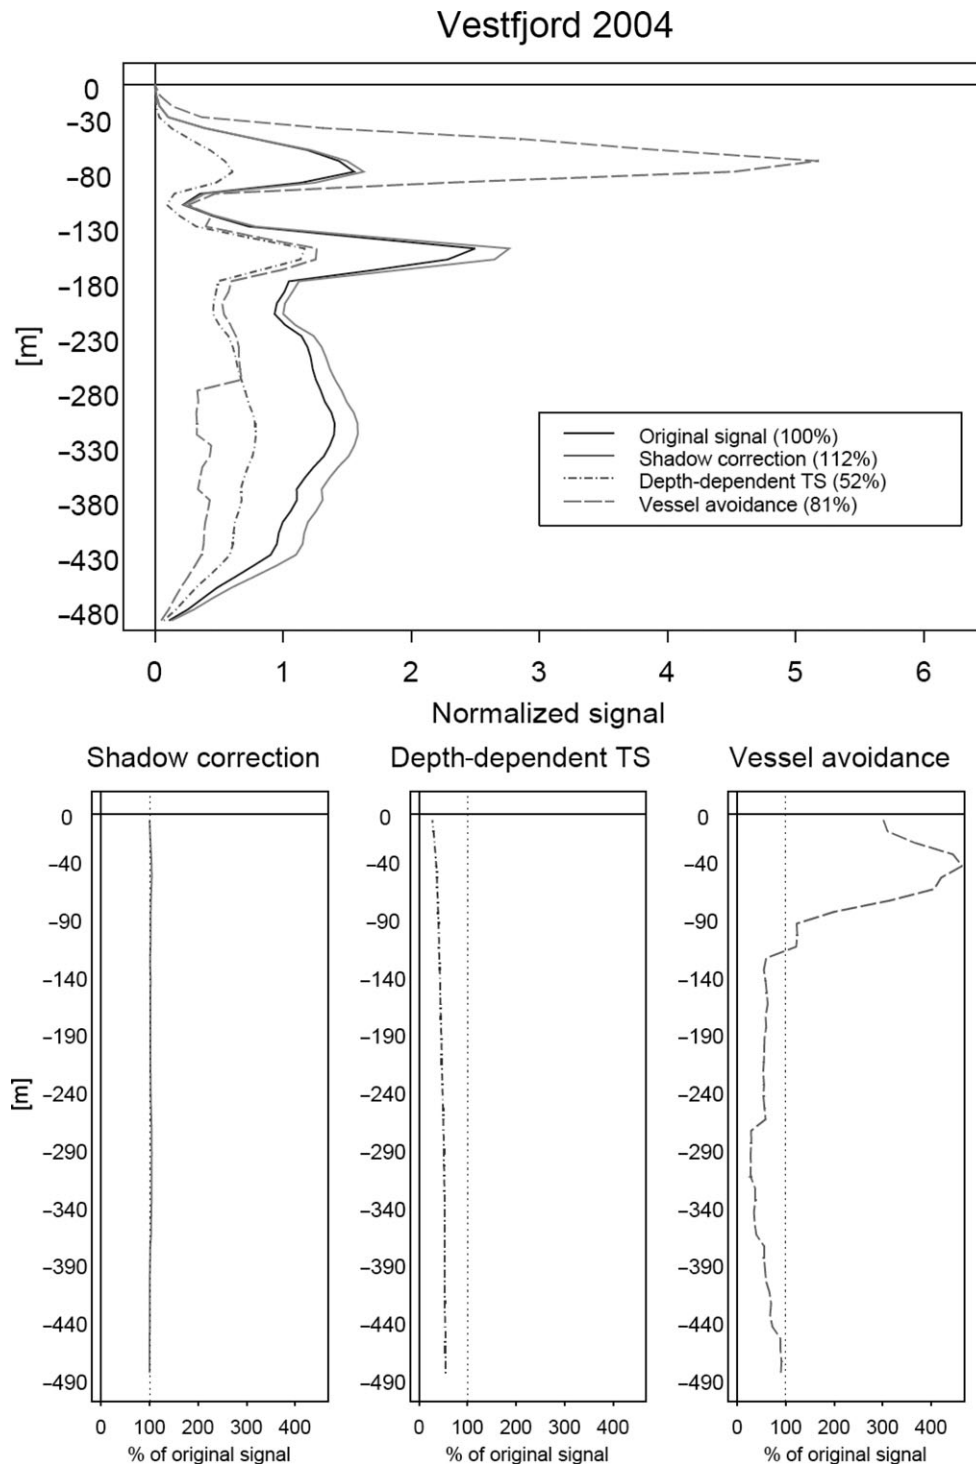 Vestfjord 2004
0
−30
−80
−130
−180
−230
−280
−330
−380
−430
−480
[m]
Original signal (100%)
Shadow correction (112%)
Depth-dependent TS (52%)
Vessel avoidance (81%)
0 1 2 3 4 5 6
Normalized signal
Shadow correction Depth-dependent TS Vessel avoidance
0 0 0
−40 −40 −40
−90 −90 −90
−140 −140 −140
−190 −190 −190
−240 −240 −240
−290 −290 −290
−340 −340 −340
−390 −390 −390
−440 −440 −440
−490 −490 −490
[m]
0 100 200 300 400 0 100 200 300 400 0 100 200 300 400
% of original signal % of original signal % of original signal